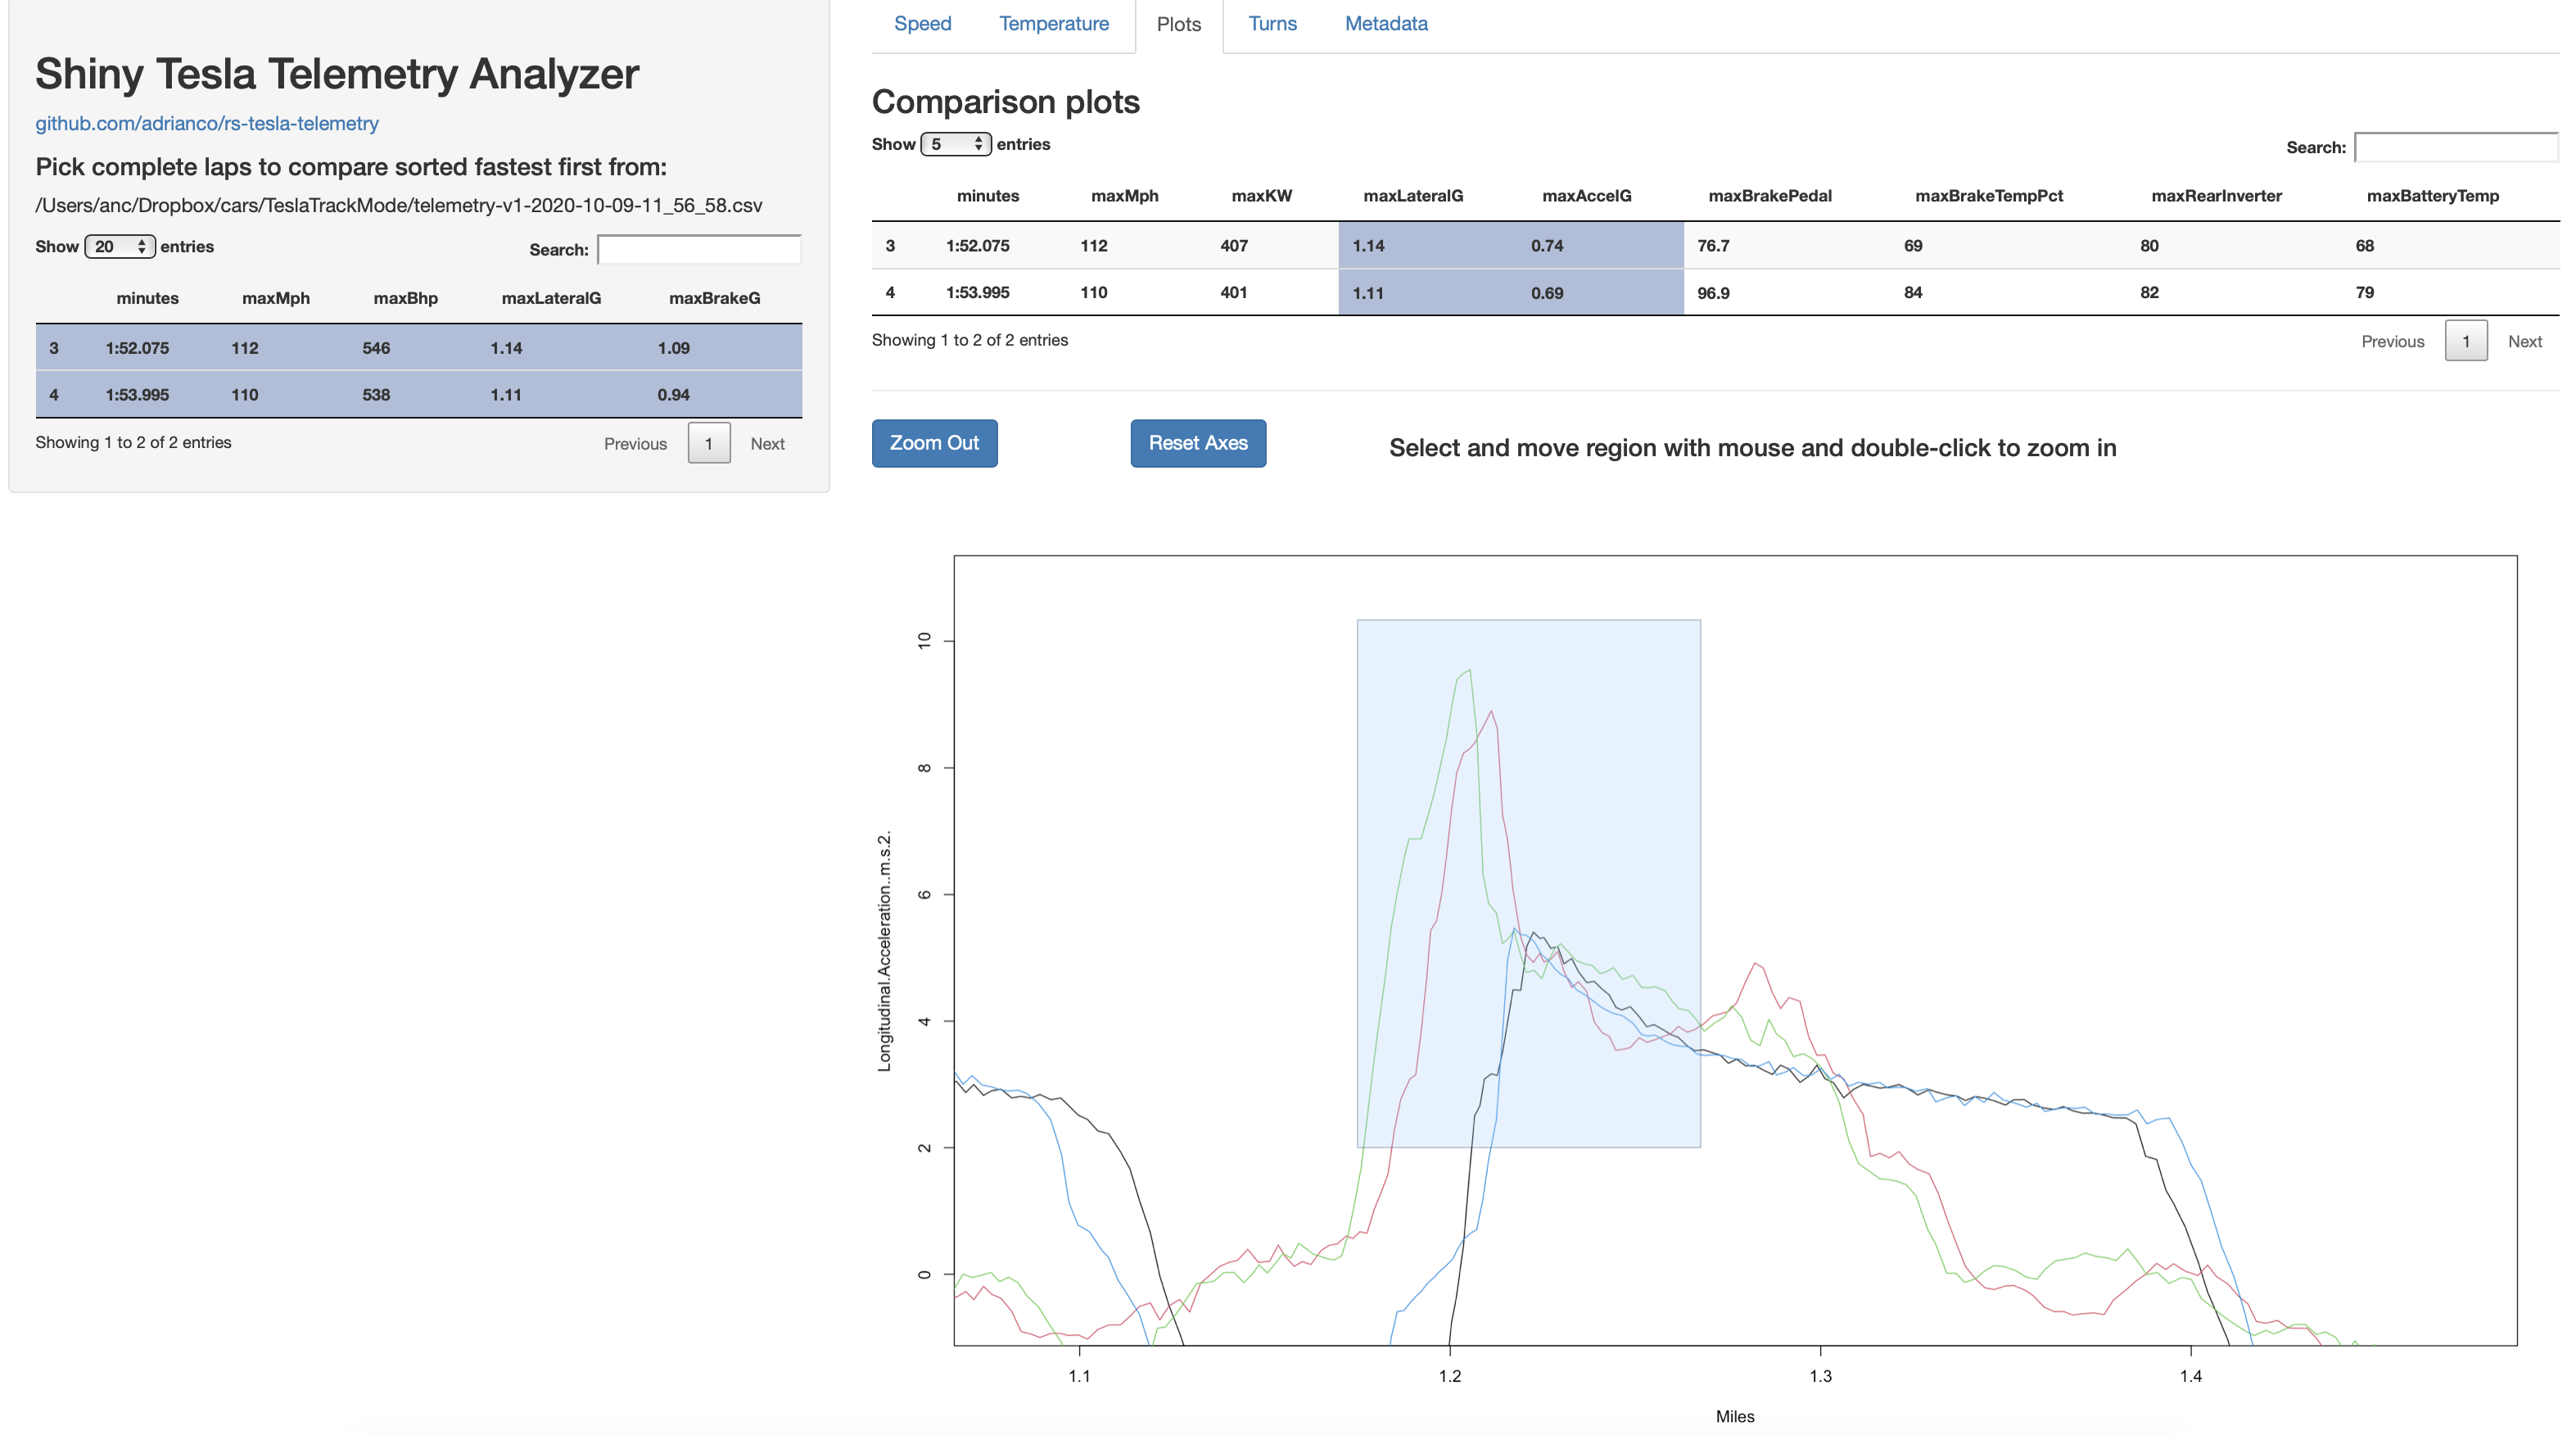 Shiny Tesla Telemetry Analyzer
github.com/adrianco/rs-tesla-telemetry
Pick complete laps to compare sorted fastest first from:
/Users/anc/Dropbox/cars/TeslaTrackMode/telemetry-v1-2020-10-09-11_56_58.csv
Show 20 entries Search:
minutes maxMph maxBhp maxLateralG maxBrakeG
3 1:52.075 112 546 1.14 1.09
4 1:53.995 110 538 1.11 0.94
Showing 1 to 2 of 2 entries Previous 1 Next
Speed Temperature Plots Turns Metadata
Comparison plots
Show 5 entries Search:
minutes maxMph maxKW maxLateralG maxAccelG maxBrakePedal maxBrakeTempPct maxRearInverter maxBatteryTemp
3 1:52.075 112 407 1.14 0.74 76.7 69 80 68
4 1:53.995 110 401 1.11 0.69 96.9 84 82 79
Showing 1 to 2 of 2 entries Previous 1 Next
Zoom Out Reset Axes Select and move region with mouse and double-click to zoom in
Longitudinal.Acceleration..m.s.2.
10
8
6
4
2
0
1.1 1.2 1.3 1.4
Miles